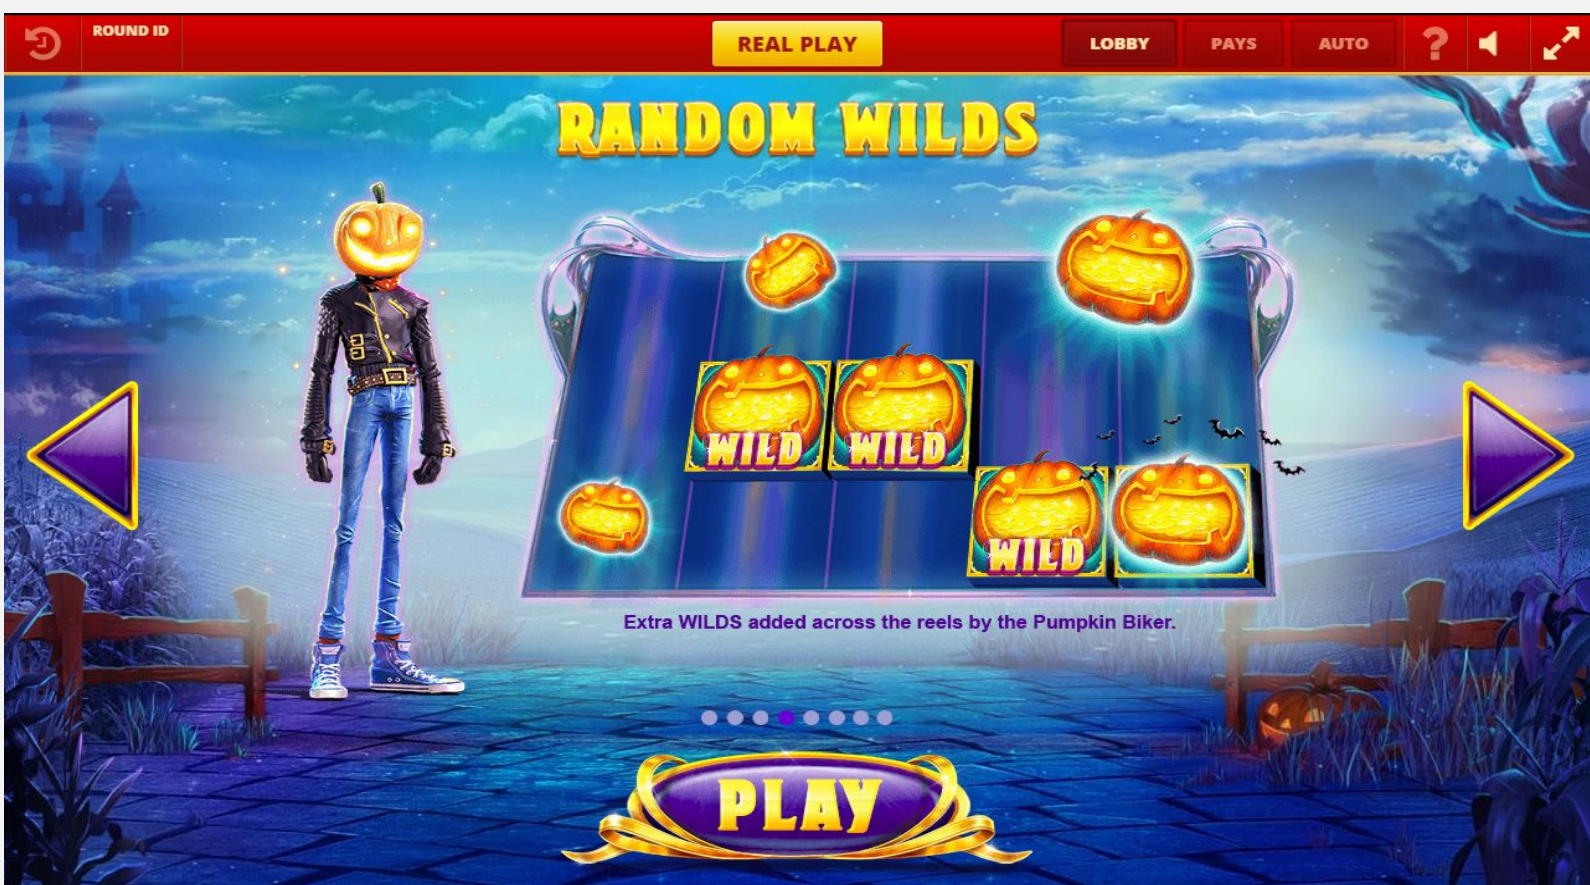 ROUND ID
REAL PLAY
LOBBY
PAYS
AUTO
?
RANDOM WILDS
WILD
WILD
WILD
Extra WILDS added across the reels by the Pumpkin Biker.
PLAY